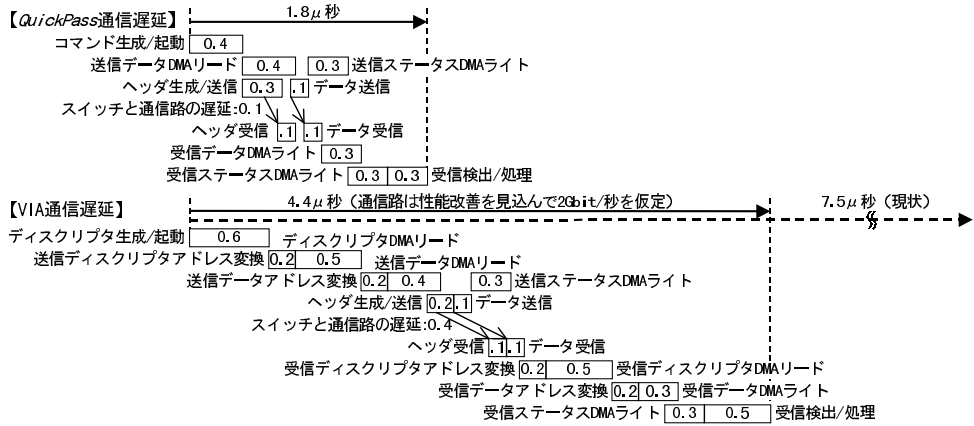 【QuickPass通信遅延】 1.8μ秒
コマンド生成/起動 0.4
送信データDMAリード 0.4 0.3 送信ステータスDMAライト
ヘッダ生成/送信 0.3 .1 データ送信
スイッチと通信路の遅延:0.1
ヘッダ受信 .1 .1 データ受信
受信データDMAライト 0.3
受信ステータスDMAライト 0.3 0.3 受信検出/処理
【VIA通信遅延】 4.4μ秒（通信路は性能改善を見込んで2Gbit/秒を仮定） 7.5μ秒（現状）
ディスクリプタ生成/起動 0.6 ディスクリプタDMAリード
送信ディスクリプタアドレス変換 0.2 0.5 送信データDMAリード
送信データアドレス変換 0.2 0.4 0.3 送信ステータスDMAライト
ヘッダ生成/送信 0.2 .1 データ送信
スイッチと通信路の遅延:0.4
ヘッダ受信 .1 .1 データ受信
受信ディスクリプタアドレス変換 0.2 0.5 受信ディスクリプタDMAリード
受信データアドレス変換 0.2 0.3 受信データDMAライト
受信ステータスDMAライト 0.3 0.5 受信検出/処理